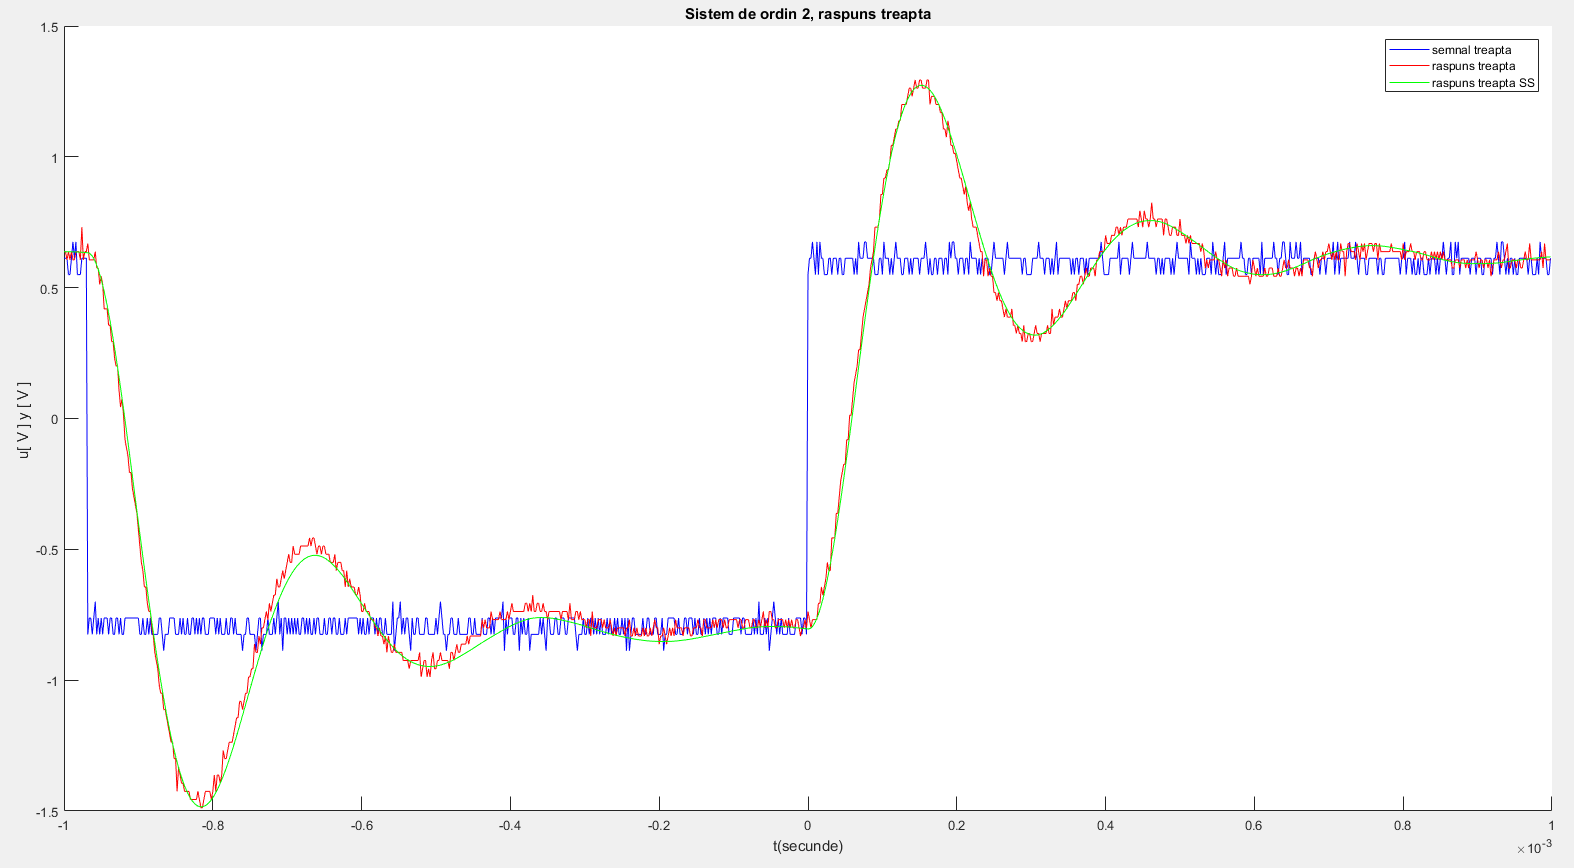 Sistem de ordin 2, raspuns treapta
semnal treapta
raspuns treapta
raspuns treapta SS
u[ V ] y [ V ]
1.5
1
0.5
0
-0.5
-1
-1.5
-1 -0.8 -0.6 -0.4 -0.2 0 0.2 0.4 0.6 0.8 1
×10⁻³
t(secunde)